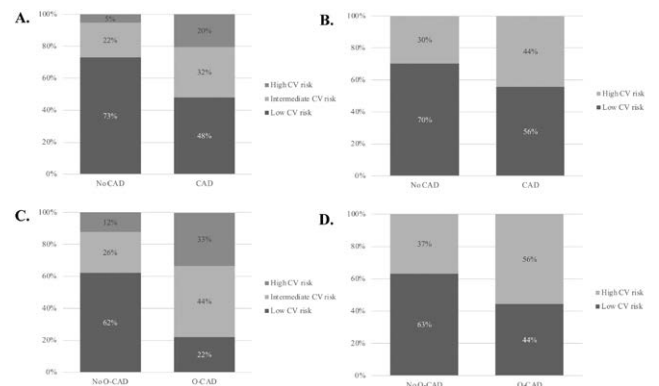 A.
100%
80%
60%
40%
20%
0%
5%
22%
73%
20%
32%
48%
No CAD
CAD
High CV risk
Intermediate CV risk
Low CV risk
B.
100%
80%
60%
40%
20%
0%
30%
70%
44%
56%
No CAD
CAD
High CV risk
Low CV risk
C.
100%
80%
60%
40%
20%
0%
12%
26%
62%
33%
44%
22%
No O-CAD
O-CAD
High CV risk
Intermediate CV risk
Low CV risk
D.
100%
80%
60%
40%
20%
0%
37%
63%
56%
44%
No O-CAD
O-CAD
High CV risk
Low CV risk